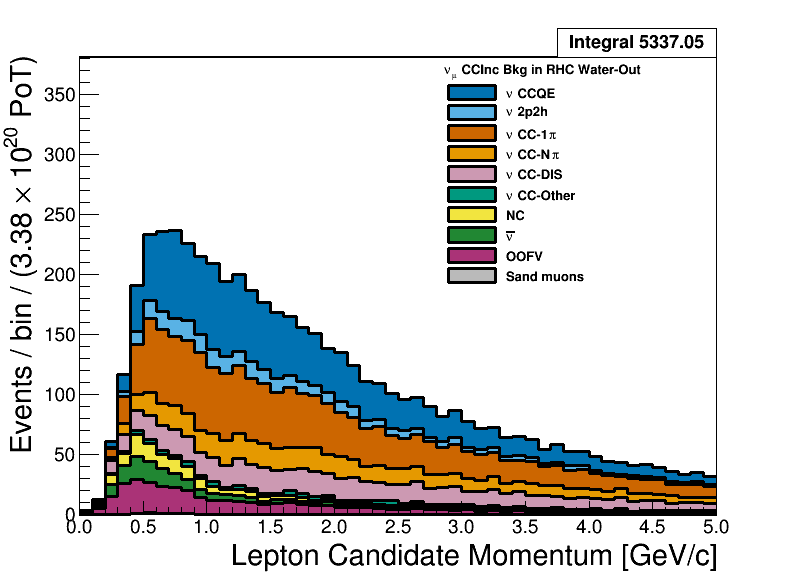 Integral 5337.05
ν_μ CCInc Bkg in RHC Water-Out
ν CCQE
ν 2p2h
ν CC-1π
ν CC-Nπ
ν CC-DIS
ν CC-Other
NC
ν̅
OOFV
Sand muons
Events / bin / (3.38 × 10²⁰ PoT)
350
300
250
200
150
100
50
0
0.0 0.5 1.0 1.5 2.0 2.5 3.0 3.5 4.0 4.5 5.0
Lepton Candidate Momentum [GeV/c]